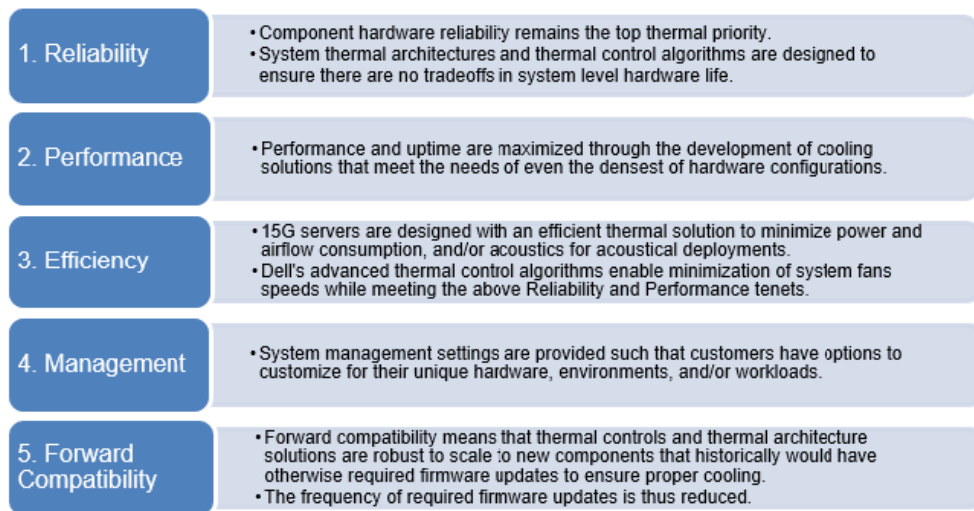 1. Reliability
• Component hardware reliability remains the top thermal priority.
• System thermal architectures and thermal control algorithms are designed to
ensure there are no tradeoffs in system level hardware life.
2. Performance
• Performance and uptime are maximized through the development of cooling
solutions that meet the needs of even the densest of hardware configurations.
3. Efficiency
• 15G servers are designed with an efficient thermal solution to minimize power and
airflow consumption, and/or acoustics for acoustical deployments.
• Dell's advanced thermal control algorithms enable minimization of system fans
speeds while meeting the above Reliability and Performance tenets.
4. Management
• System management settings are provided such that customers have options to
customize for their unique hardware, environments, and/or workloads.
5. Forward
Compatibility
• Forward compatibility means that thermal controls and thermal architecture
solutions are robust to scale to new components that historically would have
otherwise required firmware updates to ensure proper cooling.
• The frequency of required firmware updates is thus reduced.